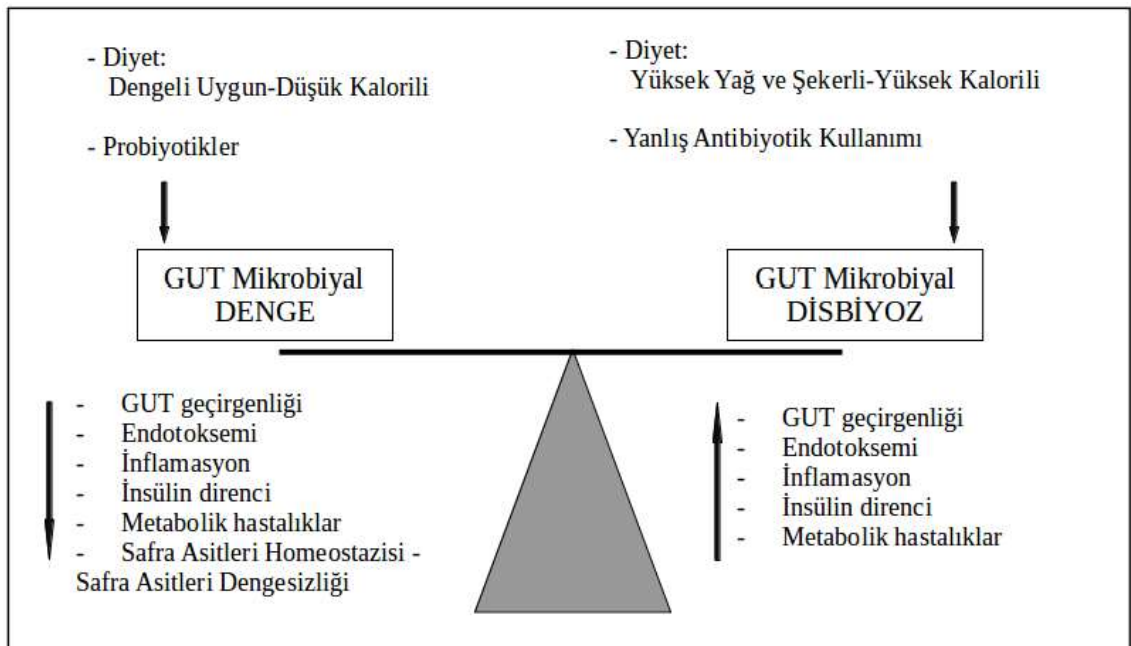 - Diyet:
Dengeli Uygun-Düşük Kalorili
- Probiyotikler
- Diyet:
Yüksek Yağ ve Şekerli-Yüksek Kalorili
- Yanlış Antibiyotik Kullanımı
GUT Mikrobiyal
DENGE
GUT Mikrobiyal
DİSBİYOZ
- GUT geçirgenliği
- Endotoksemi
- İnflamasyon
- İnsülin direnci
- Metabolik hastalıklar
- Safra Asitleri Homeostazisi -
Safra Asitleri Dengesizliği
- GUT geçirgenliği
- Endotoksemi
- İnflamasyon
- İnsülin direnci
- Metabolik hastalıklar